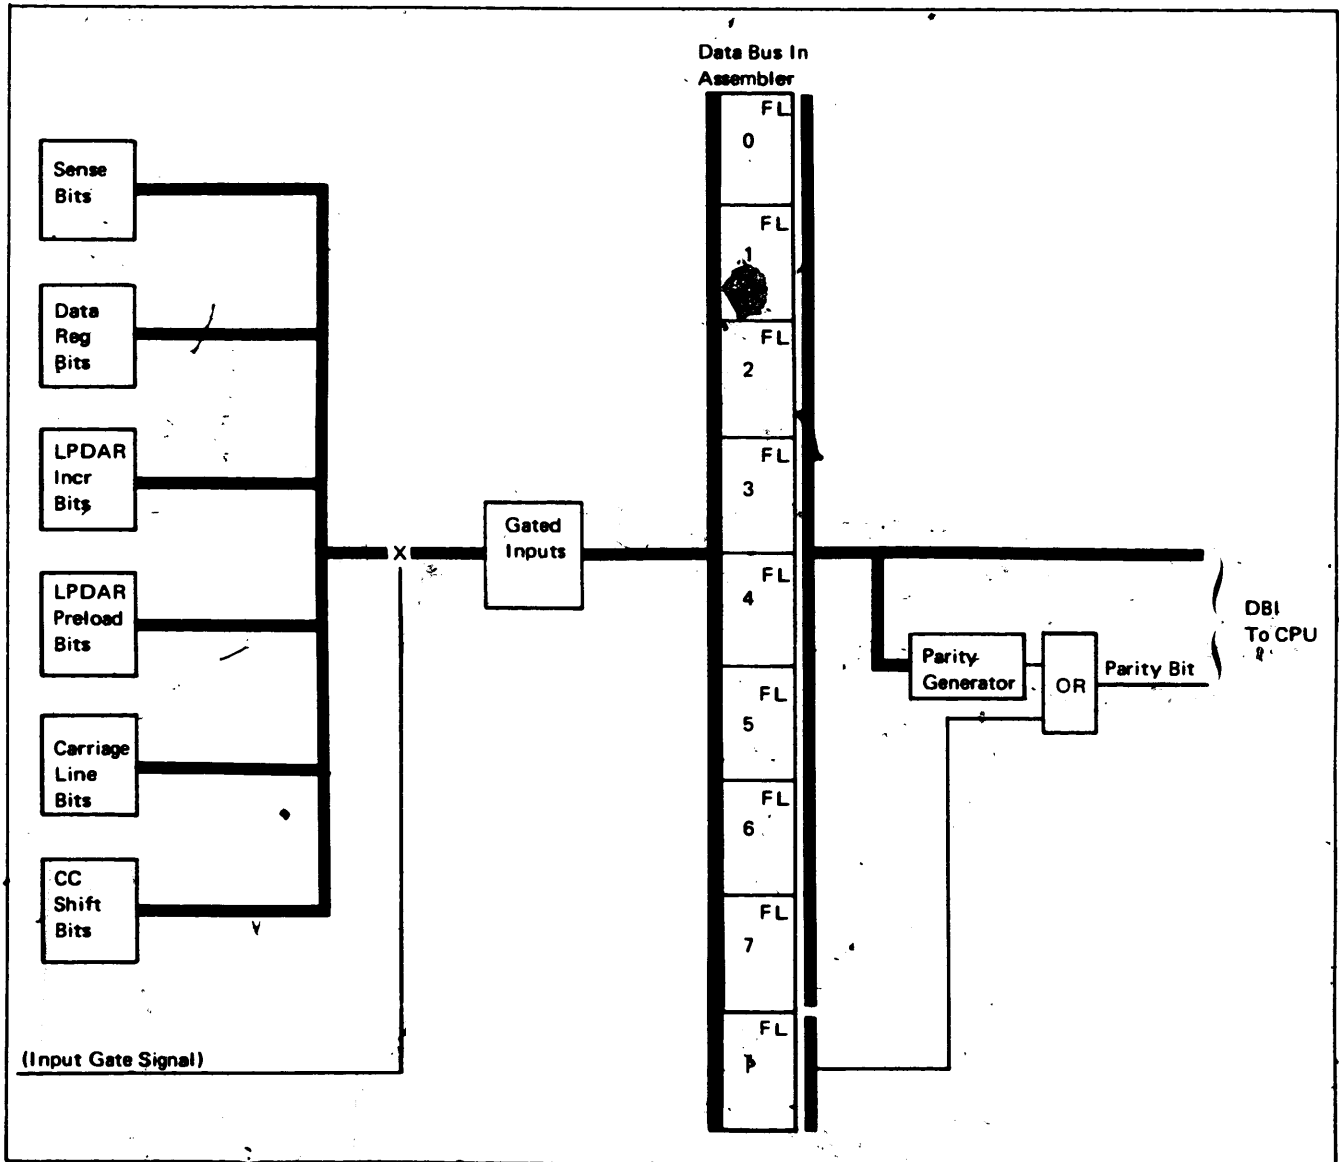 Data Bus In
Assembler
Sense
Bits
Data
Reg
Bits
LPDAR
Incr
Bits
LPDAR
Preload
Bits
Carriage
Line
Bits
CC
Shift
Bits
(Input Gate Signal)
X
Gated
Inputs
FL
0
FL
1
FL
2
FL
3
FL
4
FL
5
FL
6
FL
7
FL
P
Parity
Generator
OR
Parity Bit
DBI
To CPU